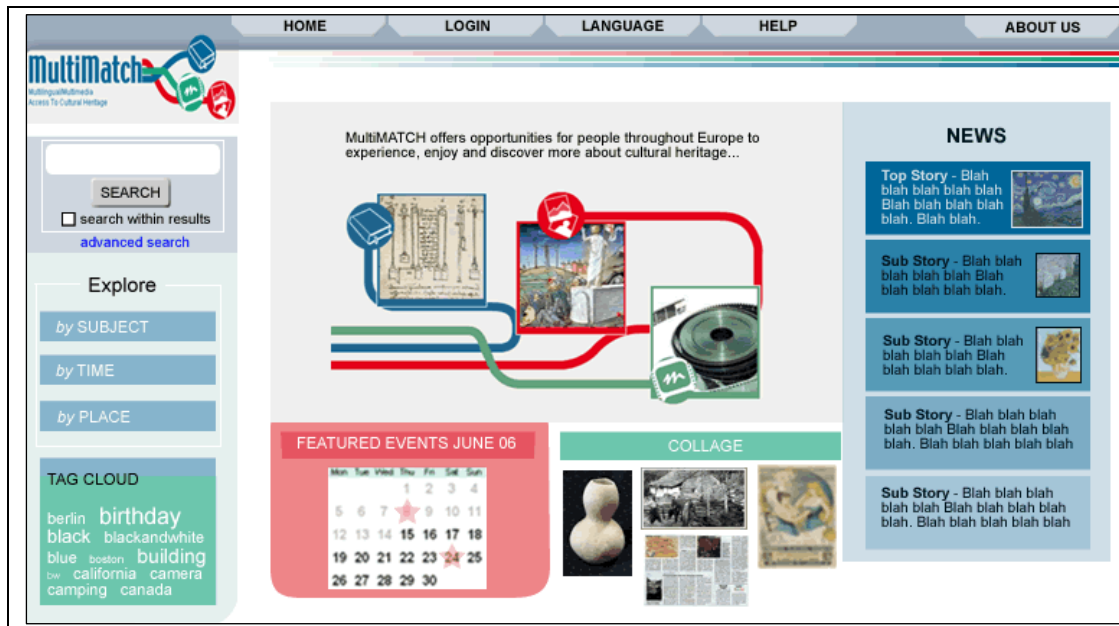 HOME LOGIN LANGUAGE HELP ABOUT US
MultiMatch
Multilingual/Multimedia
Access To Cultural Heritage
SEARCH
search within results
advanced search
Explore
by SUBJECT
by TIME
by PLACE
TAG CLOUD
berlin birthday
black blackandwhite
blue boston building
bw california camera
camping canada
MultiMATCH offers opportunities for people throughout Europe to
experience, enjoy and discover more about cultural heritage...
FEATURED EVENTS JUNE 06
Mon Tue Wed Thu Fri Sat Sun
1 2 3 4
5 6 7 8 9 10 11
12 13 14 15 16 17 18
19 20 21 22 23 24 25
26 27 28 29 30
COLLAGE
NEWS
Top Story - Blah
blah blah blah blah
Blah blah blah blah
blah. Blah blah.
Sub Story - Blah blah
blah blah blah Blah
blah blah blah blah.
Sub Story - Blah blah
blah blah blah Blah
blah blah blah blah.
Sub Story - Blah blah blah
blah blah Blah blah blah blah
blah. Blah blah blah blah blah
Sub Story - Blah blah blah
blah blah Blah blah blah blah
blah. Blah blah blah blah blah